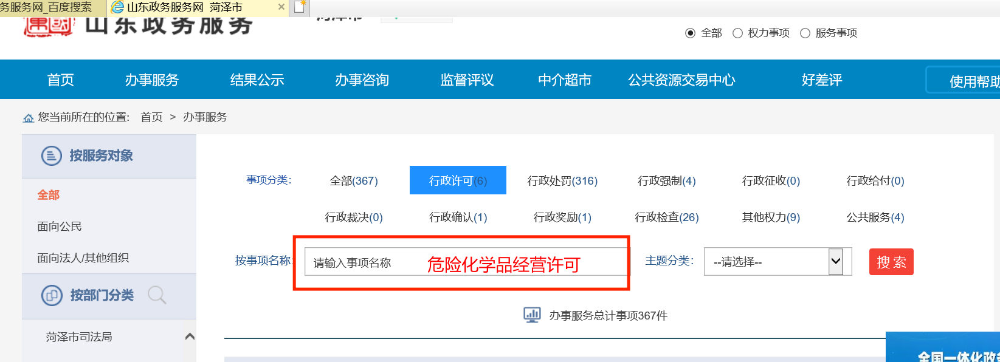 务服务网_百度搜索 山东政务服务网 菏泽市
山东政务服务 菏泽市
全部 权力事项 服务事项
首页 办事服务 结果公示 办事咨询 监督评议 中介超市 公共资源交易中心 好差评 使用帮助
您当前所在的位置: 首页 > 办事服务
按服务对象
全部
面向公民
面向法人/其他组织
按部门分类
菏泽市司法局
事项分类: 全部(367) 行政许可(6) 行政处罚(316) 行政强制(4) 行政征收(0) 行政给付(0)
行政裁决(0) 行政确认(1) 行政奖励(1) 行政检查(26) 其他权力(9) 公共服务(4)
按事项名称: 请输入事项名称 危险化学品经营许可 主题分类: --请选择-- 搜 索
办事服务总计事项367件
全国一体化政务